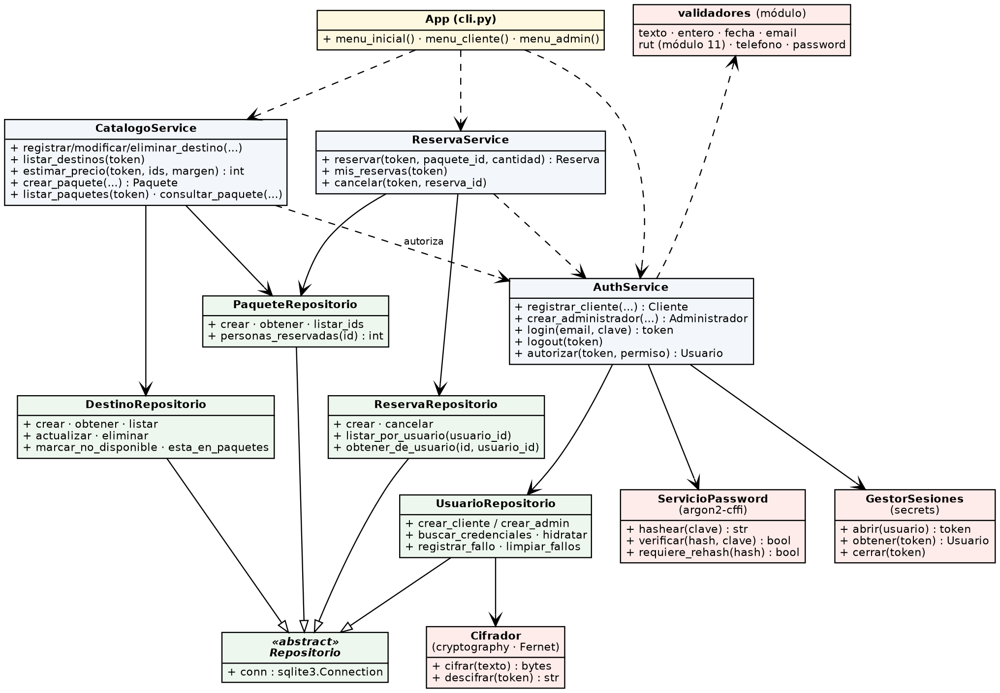 App (cli.py)
+ menu_inicial() · menu_cliente() · menu_admin()
validadores (módulo)
texto · entero · fecha · email
rut (módulo 11) · telefono · password
CatalogoService
+ registrar/modificar/eliminar_destino(...)
+ listar_destinos(token)
+ estimar_precio(token, ids, margen) : int
+ crear_paquete(...) : Paquete
+ listar_paquetes(token) · consultar_paquete(...)
ReservaService
+ reservar(token, paquete_id, cantidad) : Reserva
+ mis_reservas(token)
+ cancelar(token, reserva_id)
autoriza
AuthService
+ registrar_cliente(...) : Cliente
+ crear_administrador(...) : Administrador
+ login(email, clave) : token
+ logout(token)
+ autorizar(token, permiso) : Usuario
PaqueteRepositorio
+ crear · obtener · listar_ids
+ personas_reservadas(id) : int
DestinoRepositorio
+ crear · obtener · listar
+ actualizar · eliminar
+ marcar_no_disponible · esta_en_paquetes
ReservaRepositorio
+ crear · cancelar
+ listar_por_usuario(usuario_id)
+ obtener_de_usuario(id, usuario_id)
UsuarioRepositorio
+ crear_cliente / crear_admin
+ buscar_credenciales · hidratar
+ registrar_fallo · limpiar_fallos
ServicioPassword
(argon2-cffi)
+ hashear(clave) : str
+ verificar(hash, clave) : bool
+ requiere_rehash(hash) : bool
GestorSesiones
(secrets)
+ abrir(usuario) : token
+ obtener(token) : Usuario
+ cerrar(token)
«abstract»
Repositorio
+ conn : sqlite3.Connection
Cifrador
(cryptography · Fernet)
+ cifrar(texto) : bytes
+ descifrar(token) : str